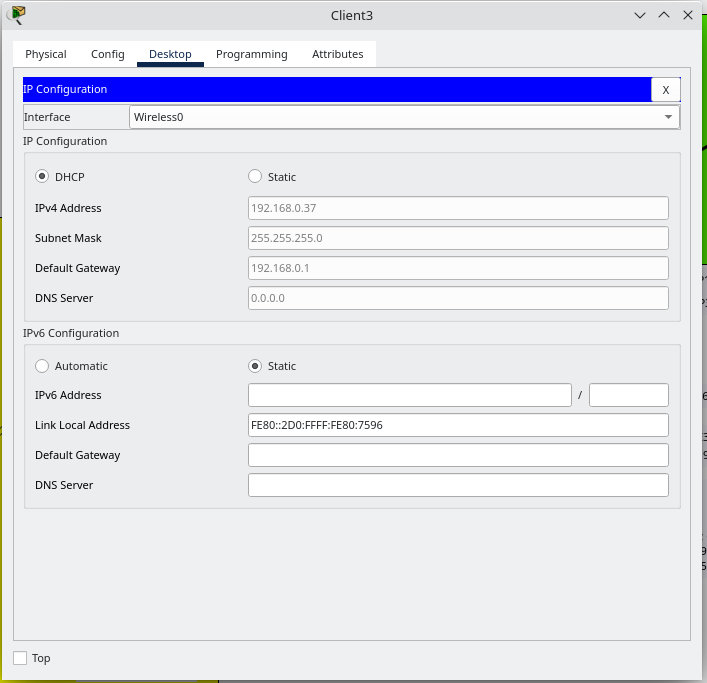 Client3
Physical Config Desktop Programming Attributes
IP Configuration X
Interface Wireless0
IP Configuration
DHCP Static
IPv4 Address 192.168.0.37
Subnet Mask 255.255.255.0
Default Gateway 192.168.0.1
DNS Server 0.0.0.0
IPv6 Configuration
Automatic Static
IPv6 Address /
Link Local Address FE80::2D0:FFFF:FE80:7596
Default Gateway
DNS Server
Top